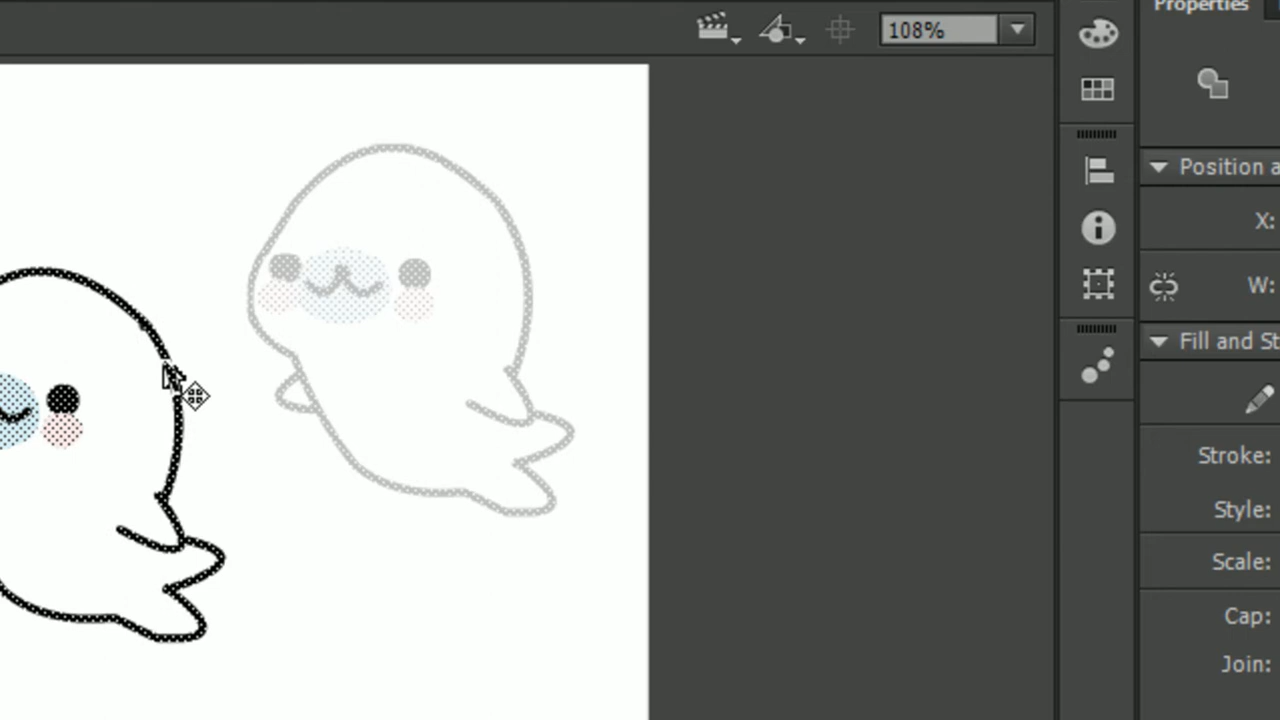 Properties
108%
Position a
X:
W:
Fill and St
Stroke:
Style:
Scale:
Cap:
Join: